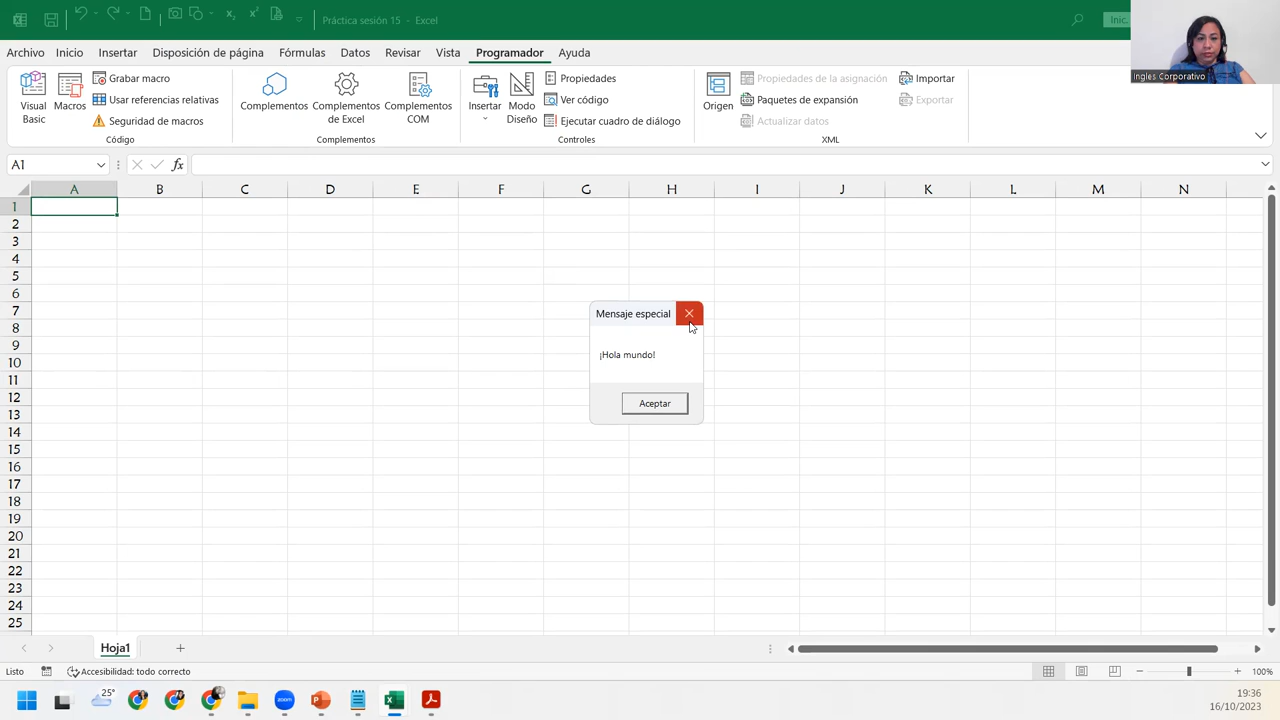 Práctica sesión 15 - Excel
Inic.
Archivo Inicio Insertar Disposición de página Fórmulas Datos Revisar Vista Programador Ayuda
Ingles Corporativo
Visual Basic
Macros
Grabar macro
Usar referencias relativas
Seguridad de macros
Código
Complementos
Complementos de Excel
Complementos COM
Complementos
Insertar
Modo Diseño
Propiedades
Ver código
Ejecutar cuadro de diálogo
Controles
Origen
Propiedades de la asignación
Paquetes de expansión
Actualizar datos
Importar
Exportar
XML
A1
fx
A B C D E F G H I J K L M N
1
2
3
4
5
6
7
8
9
10
11
12
13
14
15
16
17
18
19
20
21
22
23
24
25
Mensaje especial
¡Hola mundo!
Aceptar
Hoja1
Listo
Accesibilidad: todo correcto
100%
25°
zoom
19:36
16/10/2023